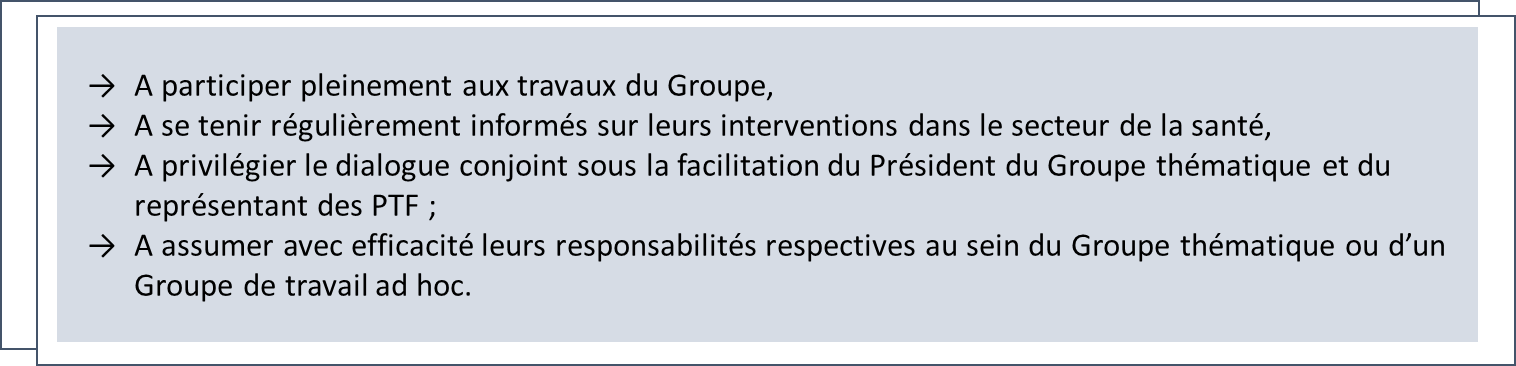 → A participer pleinement aux travaux du Groupe,
→ A se tenir régulièrement informés sur leurs interventions dans le secteur de la santé,
→ A privilégier le dialogue conjoint sous la facilitation du Président du Groupe thématique et du
représentant des PTF ;
→ A assumer avec efficacité leurs responsabilités respectives au sein du Groupe thématique ou d’un
Groupe de travail ad hoc.